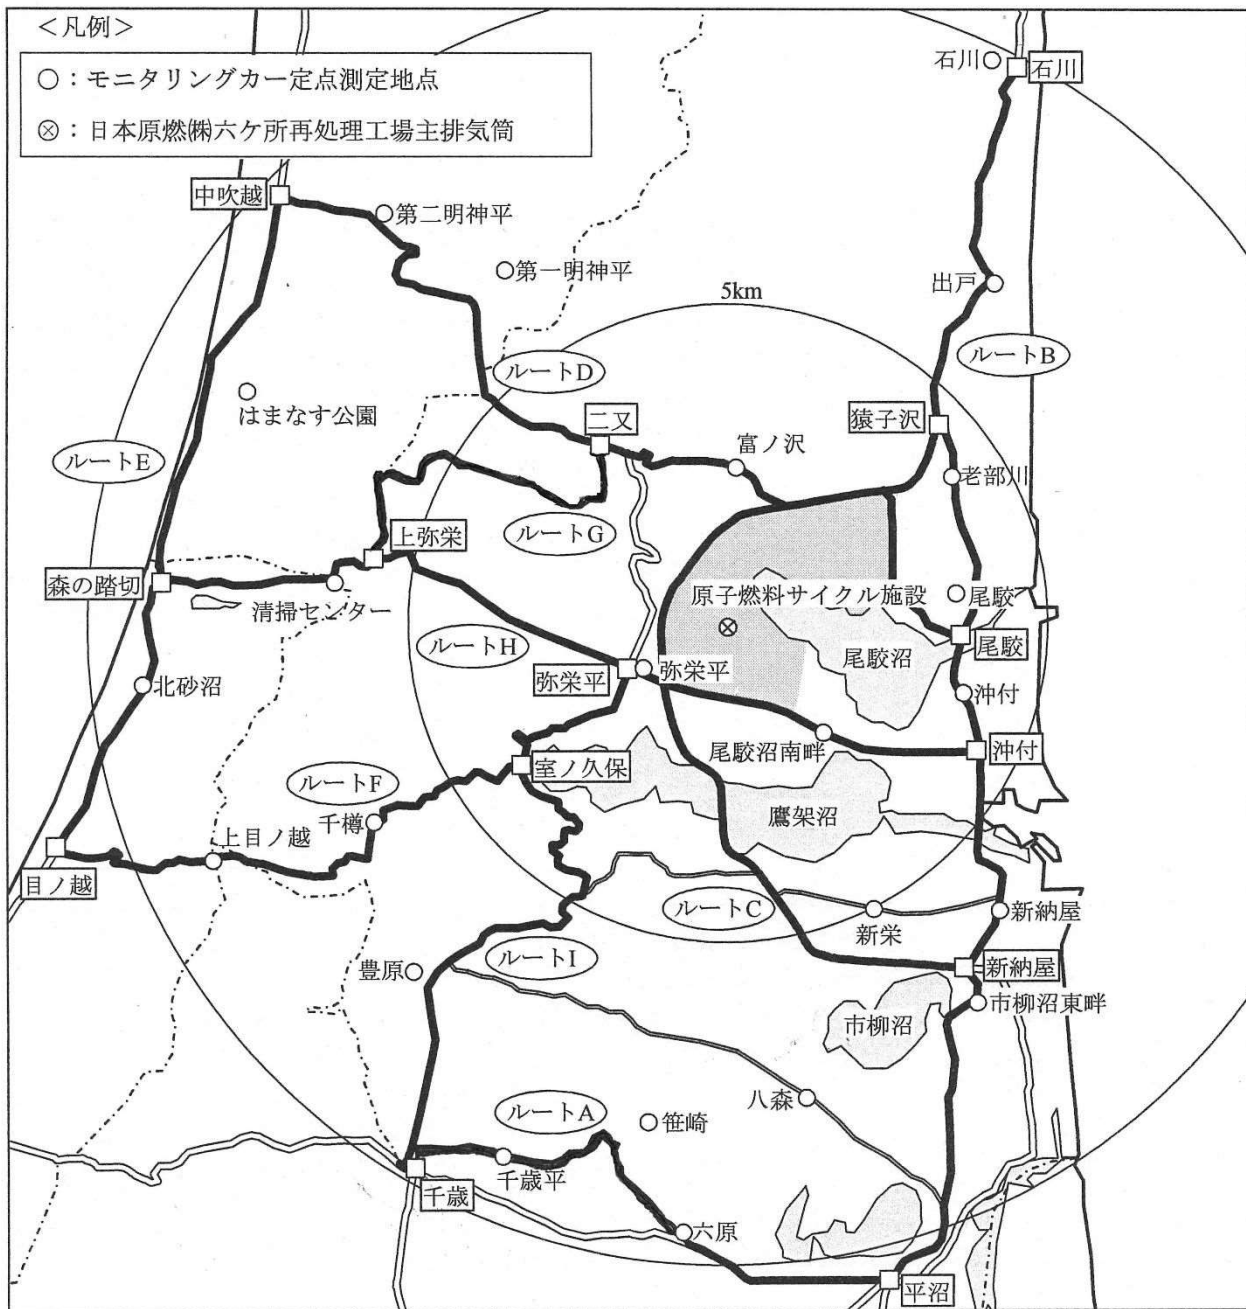 <凡例>
○：モニタリングカー定点測定地点
⊗：日本原燃㈱六ケ所再処理工場主排気筒
石川
石川
中吹越
第二明神平
第一明神平
5km
出戸
ルートB
ルートD
はまなす公園
二又
猿子沢
富ノ沢
ルートE
老部川
ルートG
上弥栄
森の踏切
清掃センター
原子燃料サイクル施設
尾駮
尾駮
ルートH
尾駮沼
弥栄平
弥栄平
北砂沼
沖付
尾駮沼南畔
沖付
室ノ久保
ルートF
千樽
鷹架沼
上目ノ越
目ノ越
ルートC
新栄
新納屋
ルートI
豊原
新納屋
市柳沼東畔
市柳沼
八森
ルートA
笹崎
千歳平
千歳
六原
平沼